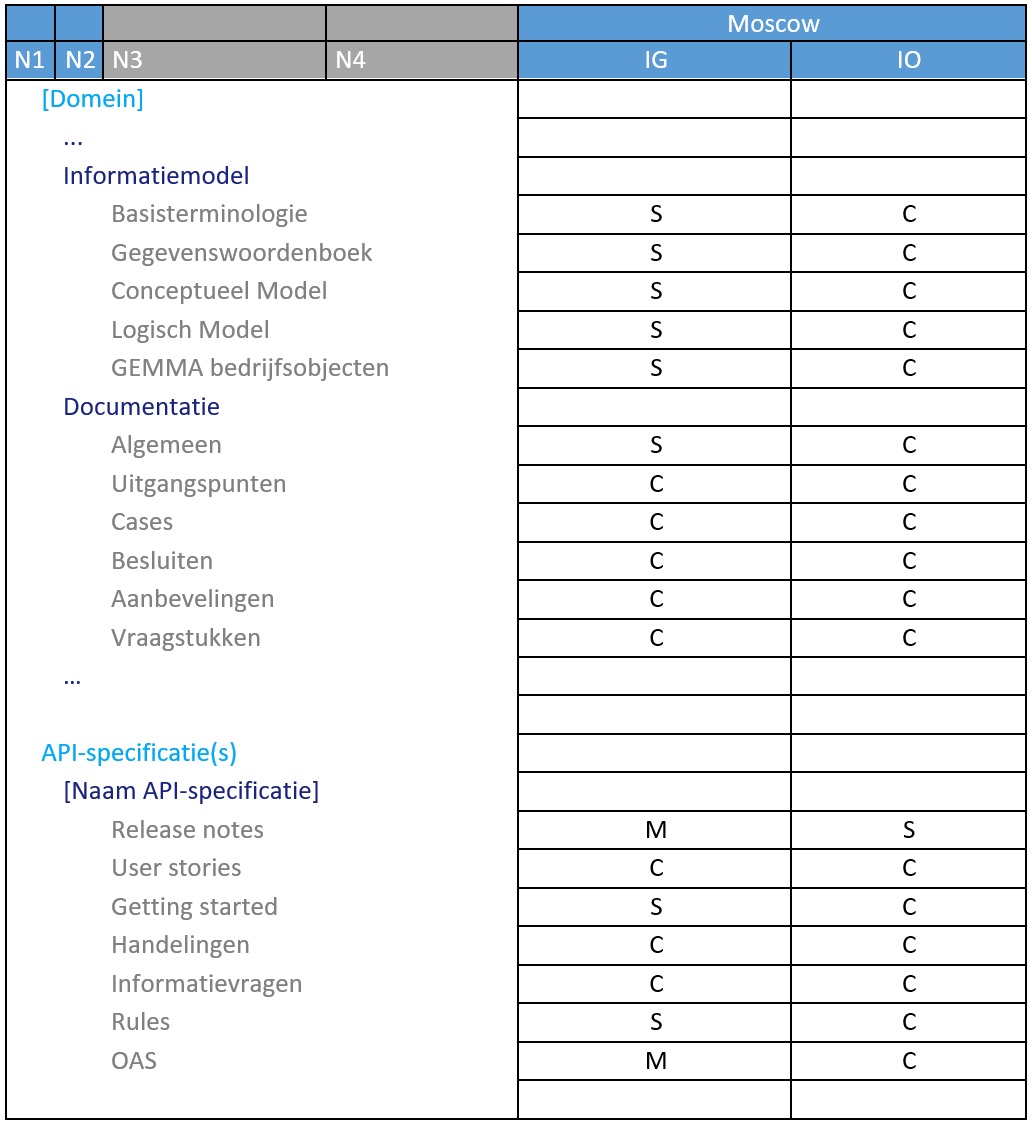 Moscow
N1 N2 N3 N4 IG IO
[Domein]
...
Informatiemodel
Basisterminologie S C
Gegevenswoordenboek S C
Conceptueel Model S C
Logisch Model S C
GEMMA bedrijfsobjecten S C
Documentatie
Algemeen S C
Uitgangspunten C C
Cases C C
Besluiten C C
Aanbevelingen C C
Vraagstukken C C
...
API-specificatie(s)
[Naam API-specificatie]
Release notes M S
User stories C C
Getting started S C
Handelingen C C
Informatievragen C C
Rules S C
OAS M C